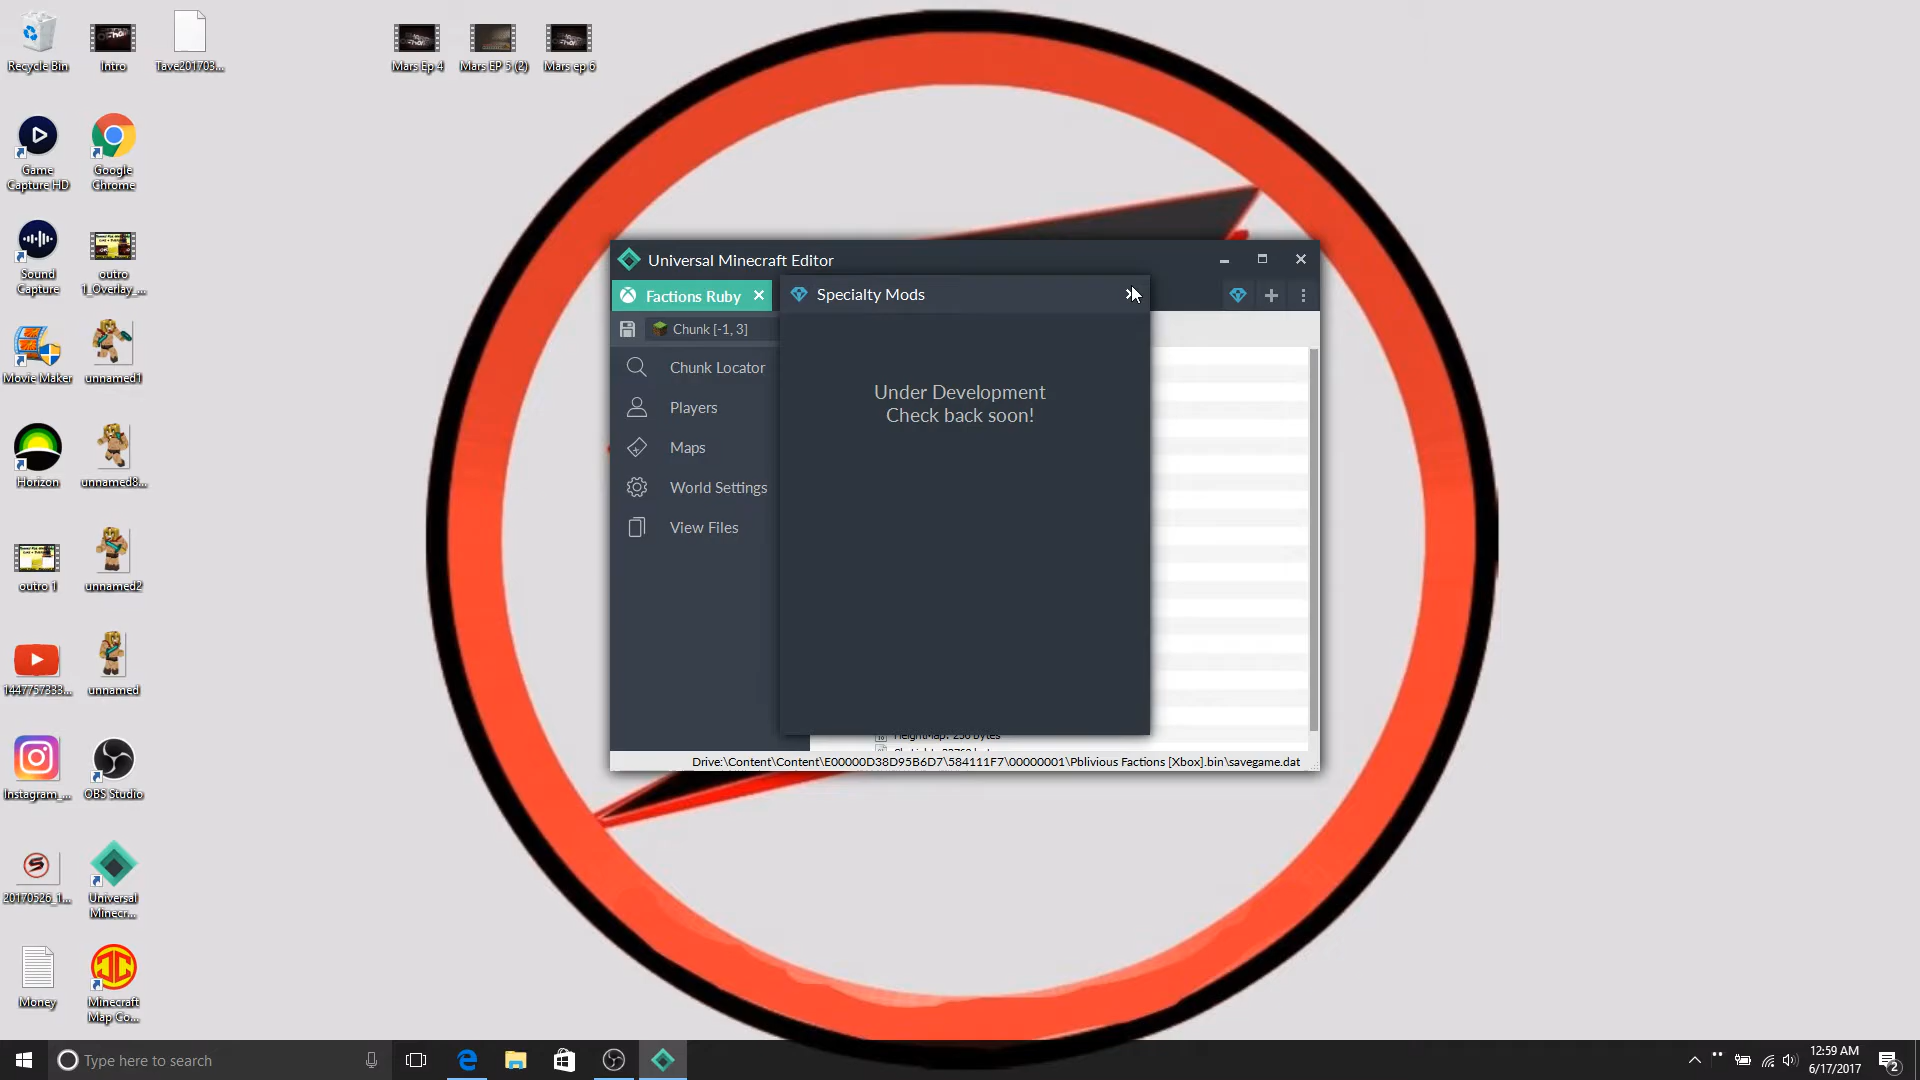 Recycle Bin
Intro
Tave201703...
Mars Ep 4
Mars EP 5 (2)
Mars ep 6
Game
Capture HD
Google
Chrome
Sound
Capture
outro
1_Overlay_...
Movie Maker
unnamed1
Horizon
unnamed8...
outro 1
unnamed2
1447757333...
unnamed
Instagram_...
OBS Studio
20170526_1...
Universal
Minecr...
Money
Minecraft
Map Co...
Universal Minecraft Editor
Factions Ruby
Specialty Mods
Chunk [-1, 3]
Chunk Locator
Players
Maps
World Settings
View Files
Under Development
Check back soon!
HeightMap: 256 bytes
Drive:\Content\Content\E00000D38D95B6D7\584111F7\00000001\Pblivious Factions [Xbox].bin\savegame.dat
Type here to search
12:59 AM
6/17/2017
2